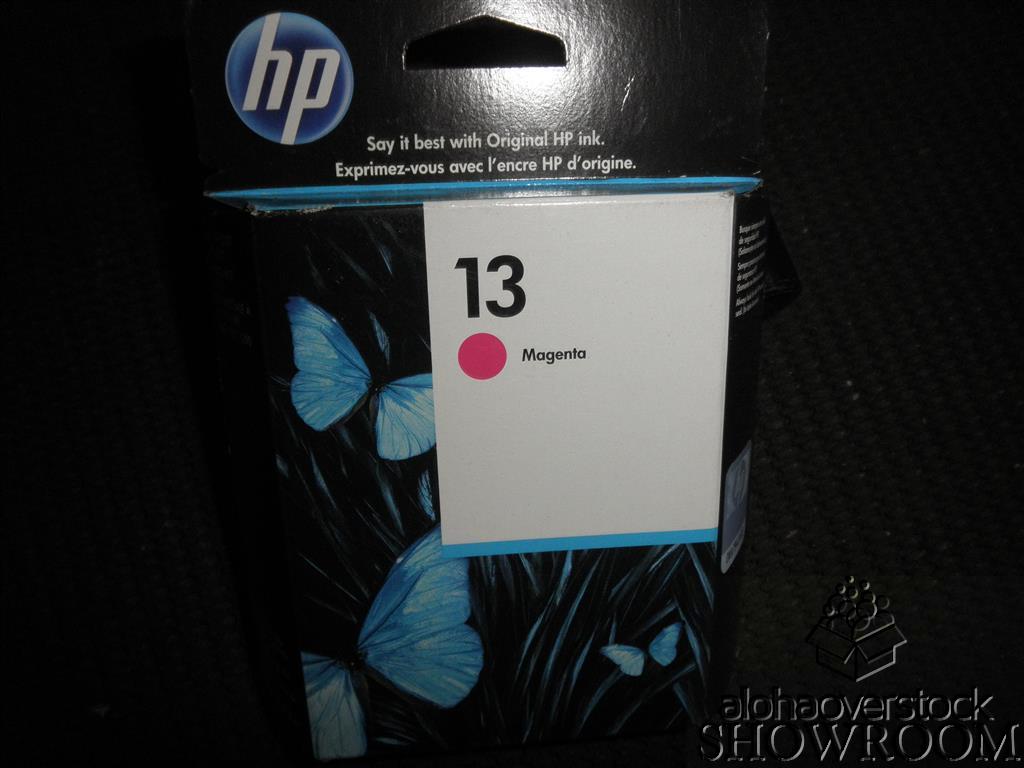 hp
Say it best with Original HP ink.
Exprimez-vous avec l'encre HP d'origine.
13
Magenta
alohaoverstock
SHOWROOM